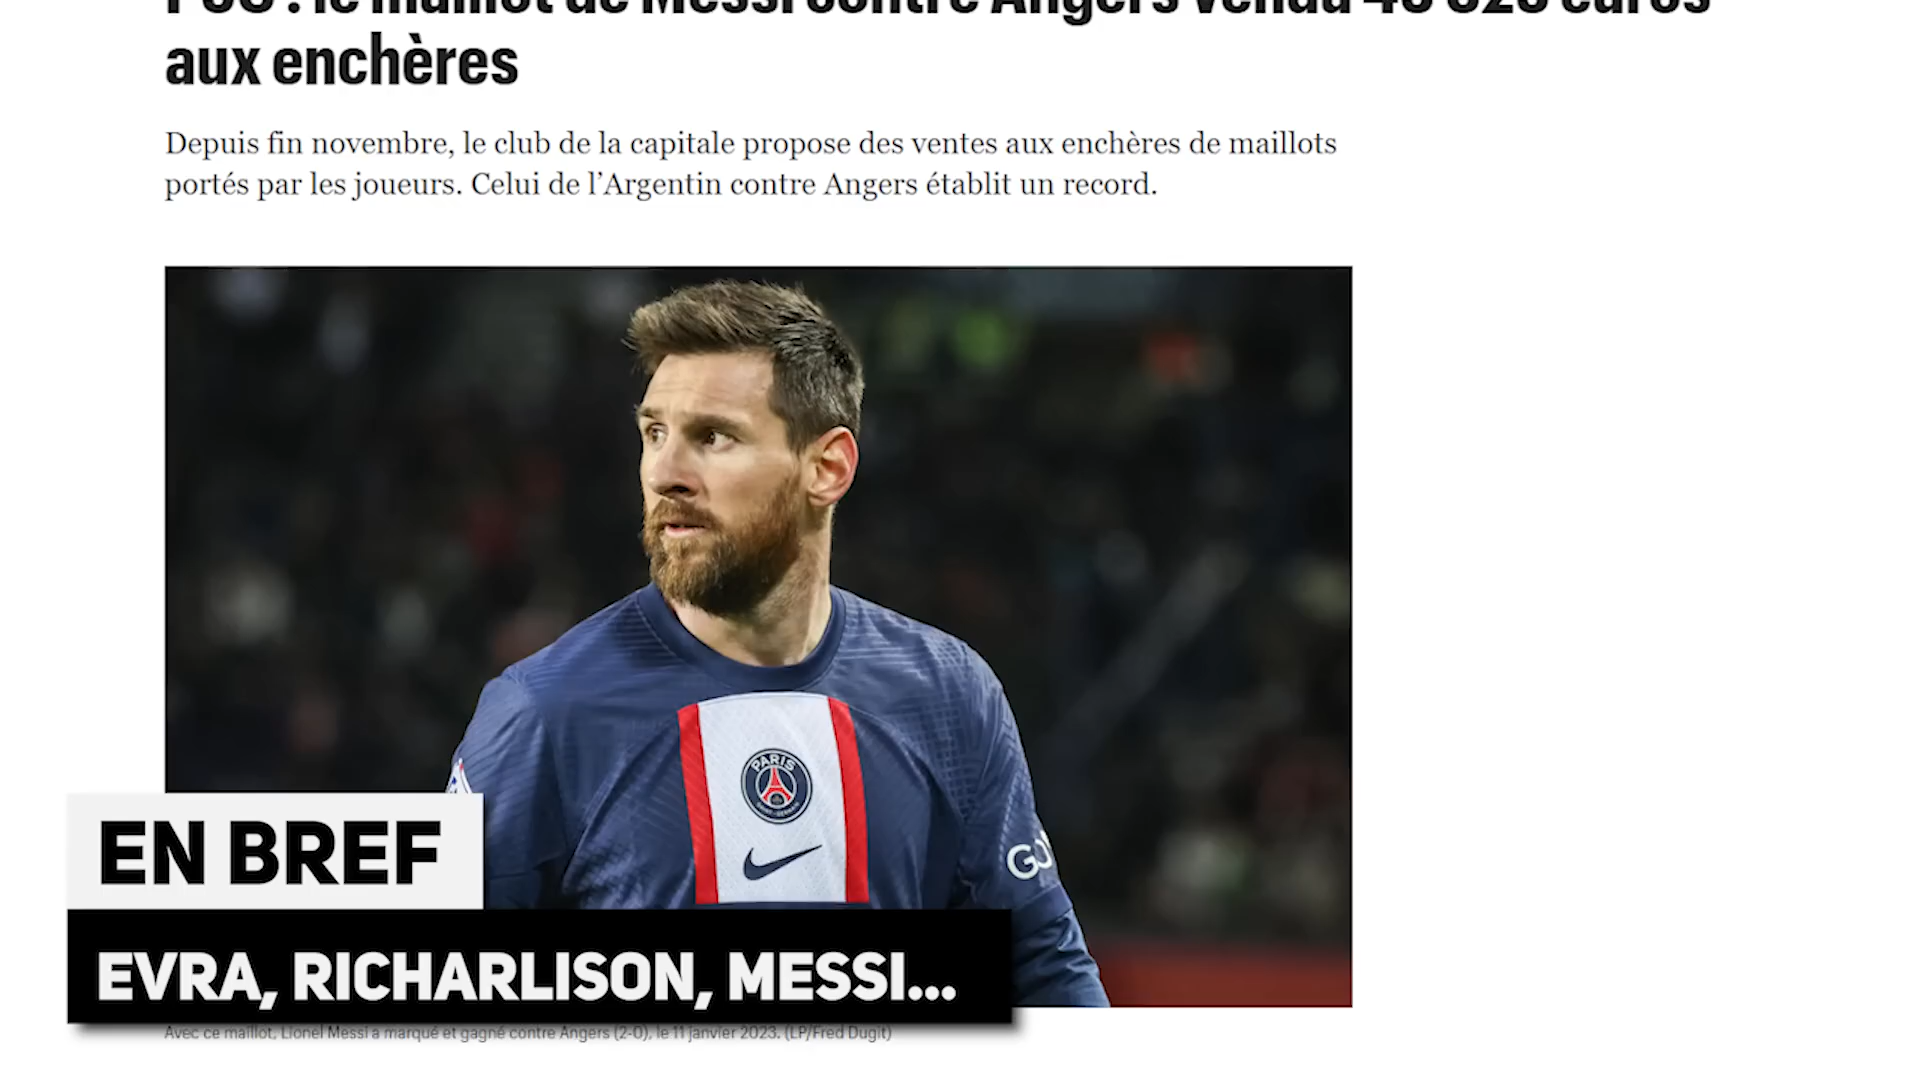 PSG : le maillot de Messi contre Angers vendu
aux enchères
Depuis fin novembre, le club de la capitale propose des ventes aux enchères de maillots
portés par les joueurs. Celui de l’Argentin contre Angers établit un record.
PARIS
GO
EN BREF
EVRA, RICHARLISON, MESSI...
Avec ce maillot, Lionel Messi a marqué et gagné contre Angers (2-0), le 11 janvier 2023. (LP/Fred Dugit)